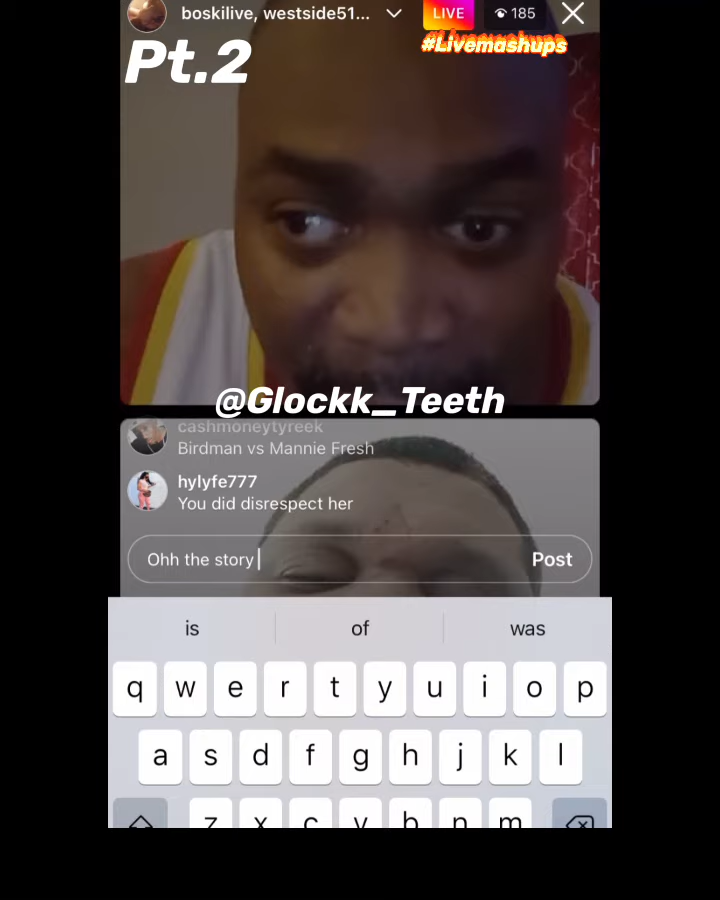 boskilive, westside51...
LIVE
185
Pt.2
#Livemashups
@Glockk_Teeth
cashmoneytyreek
Birdman vs Mannie Fresh
hylyfe777
You did disrespect her
Ohh the story
Post
is of was
q w e r t y u i o p
a s d f g h j k l
z x c v b n m